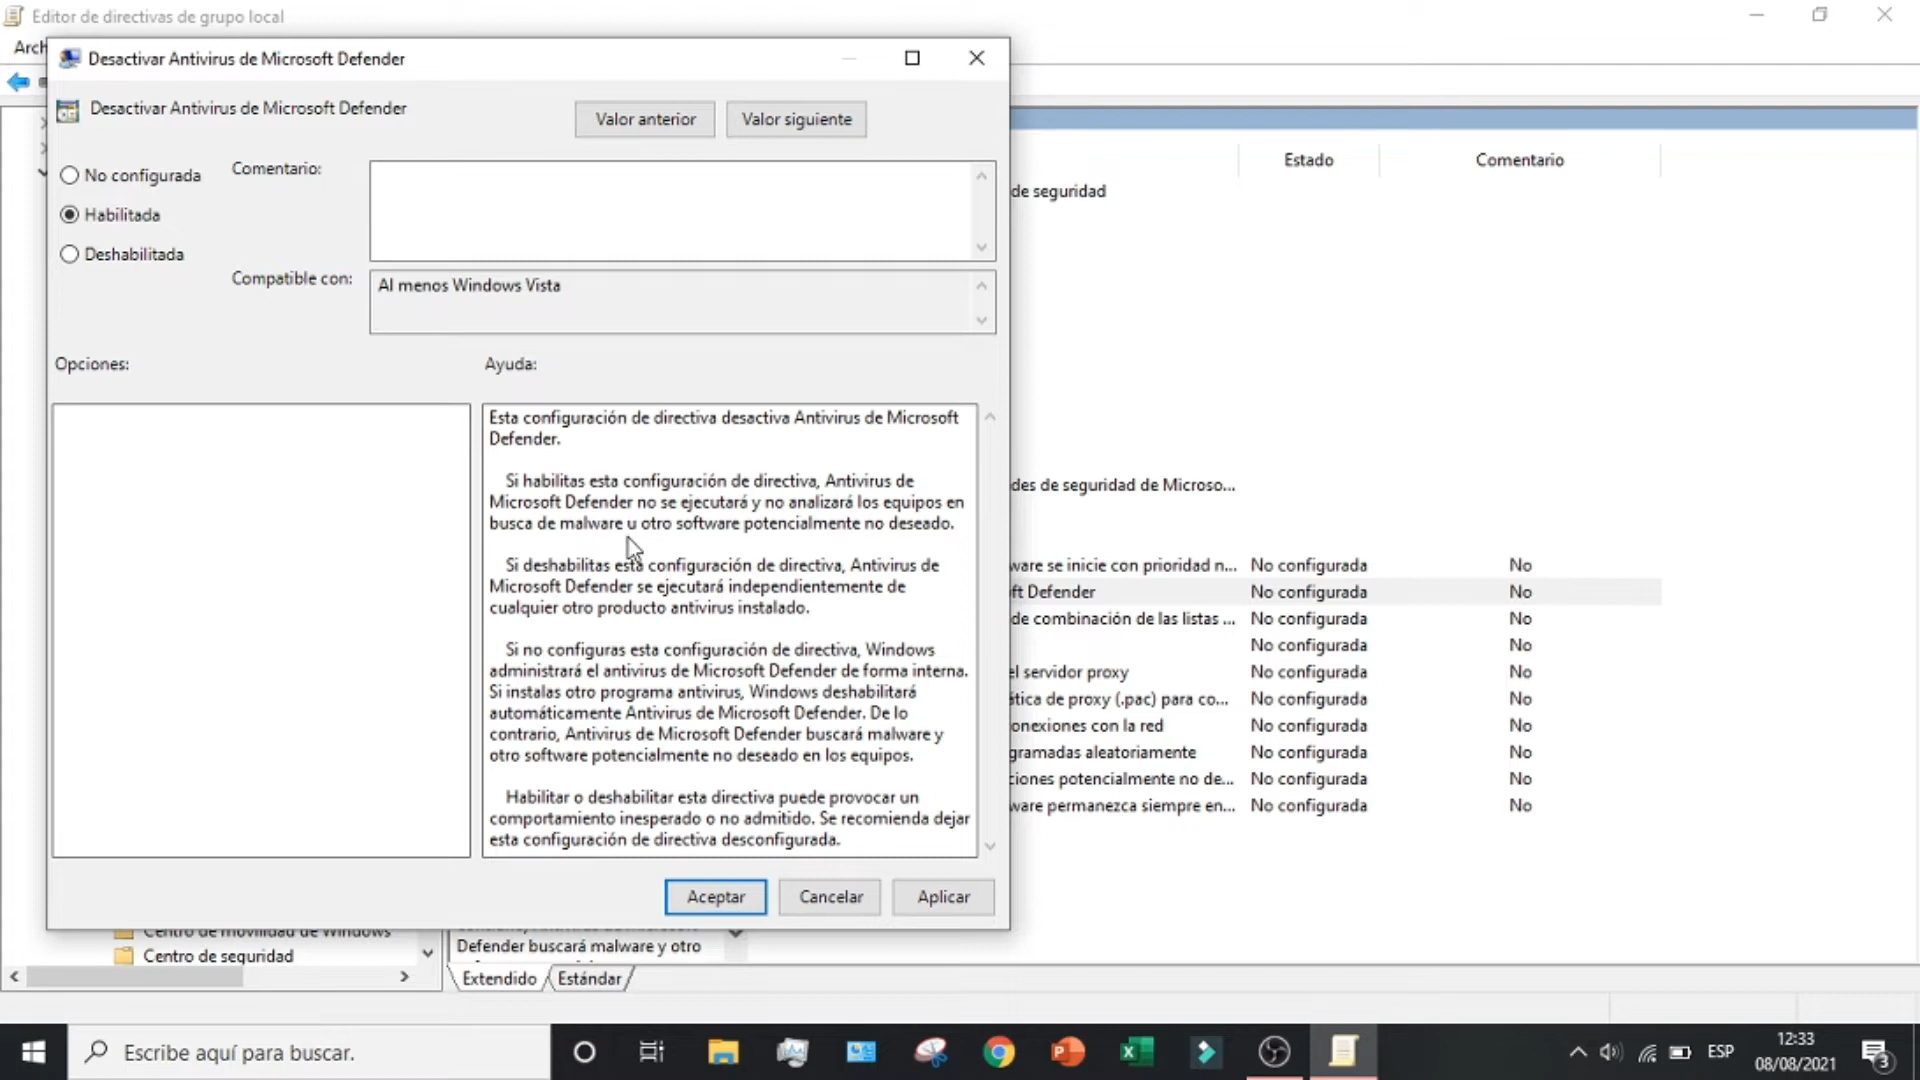 Editor de directivas de grupo local
Arch
Desactivar Antivirus de Microsoft Defender
Desactivar Antivirus de Microsoft Defender
Valor anterior
Valor siguiente
No configurada
Habilitada
Deshabilitada
Comentario:
Compatible con:
Al menos Windows Vista
Opciones:
Ayuda:
Esta configuración de directiva desactiva Antivirus de Microsoft
Defender.
Si habilitas esta configuración de directiva, Antivirus de
Microsoft Defender no se ejecutará y no analizará los equipos en
busca de malware u otro software potencialmente no deseado.
Si deshabilitas esta configuración de directiva, Antivirus de
Microsoft Defender se ejecutará independientemente de
cualquier otro producto antivirus instalado.
Si no configuras esta configuración de directiva, Windows
administrará el antivirus de Microsoft Defender de forma interna.
Si instalas otro programa antivirus, Windows deshabilitará
automáticamente Antivirus de Microsoft Defender. De lo
contrario, Antivirus de Microsoft Defender buscará malware y
otro software potencialmente no deseado en los equipos.
Habilitar o deshabilitar esta directiva puede provocar un
comportamiento inesperado o no admitido. Se recomienda dejar
esta configuración de directiva desconfigurada.
Aceptar
Cancelar
Aplicar
Estado
Comentario
de seguridad
des de seguridad de Microso...
ware se inicie con prioridad n... No configurada No
ft Defender No configurada No
de combinación de las listas ... No configurada No
No configurada No
el servidor proxy No configurada No
ática de proxy (.pac) para co... No configurada No
onexiones con la red No configurada No
gramadas aleatoriamente No configurada No
ciones potencialmente no de... No configurada No
ware permanezca siempre en... No configurada No
Centro de movilidad de Windows
Centro de seguridad
Defender buscará malware y otro
Extendido
Estándar
Escribe aquí para buscar.
ESP
12:33
08/08/2021
3